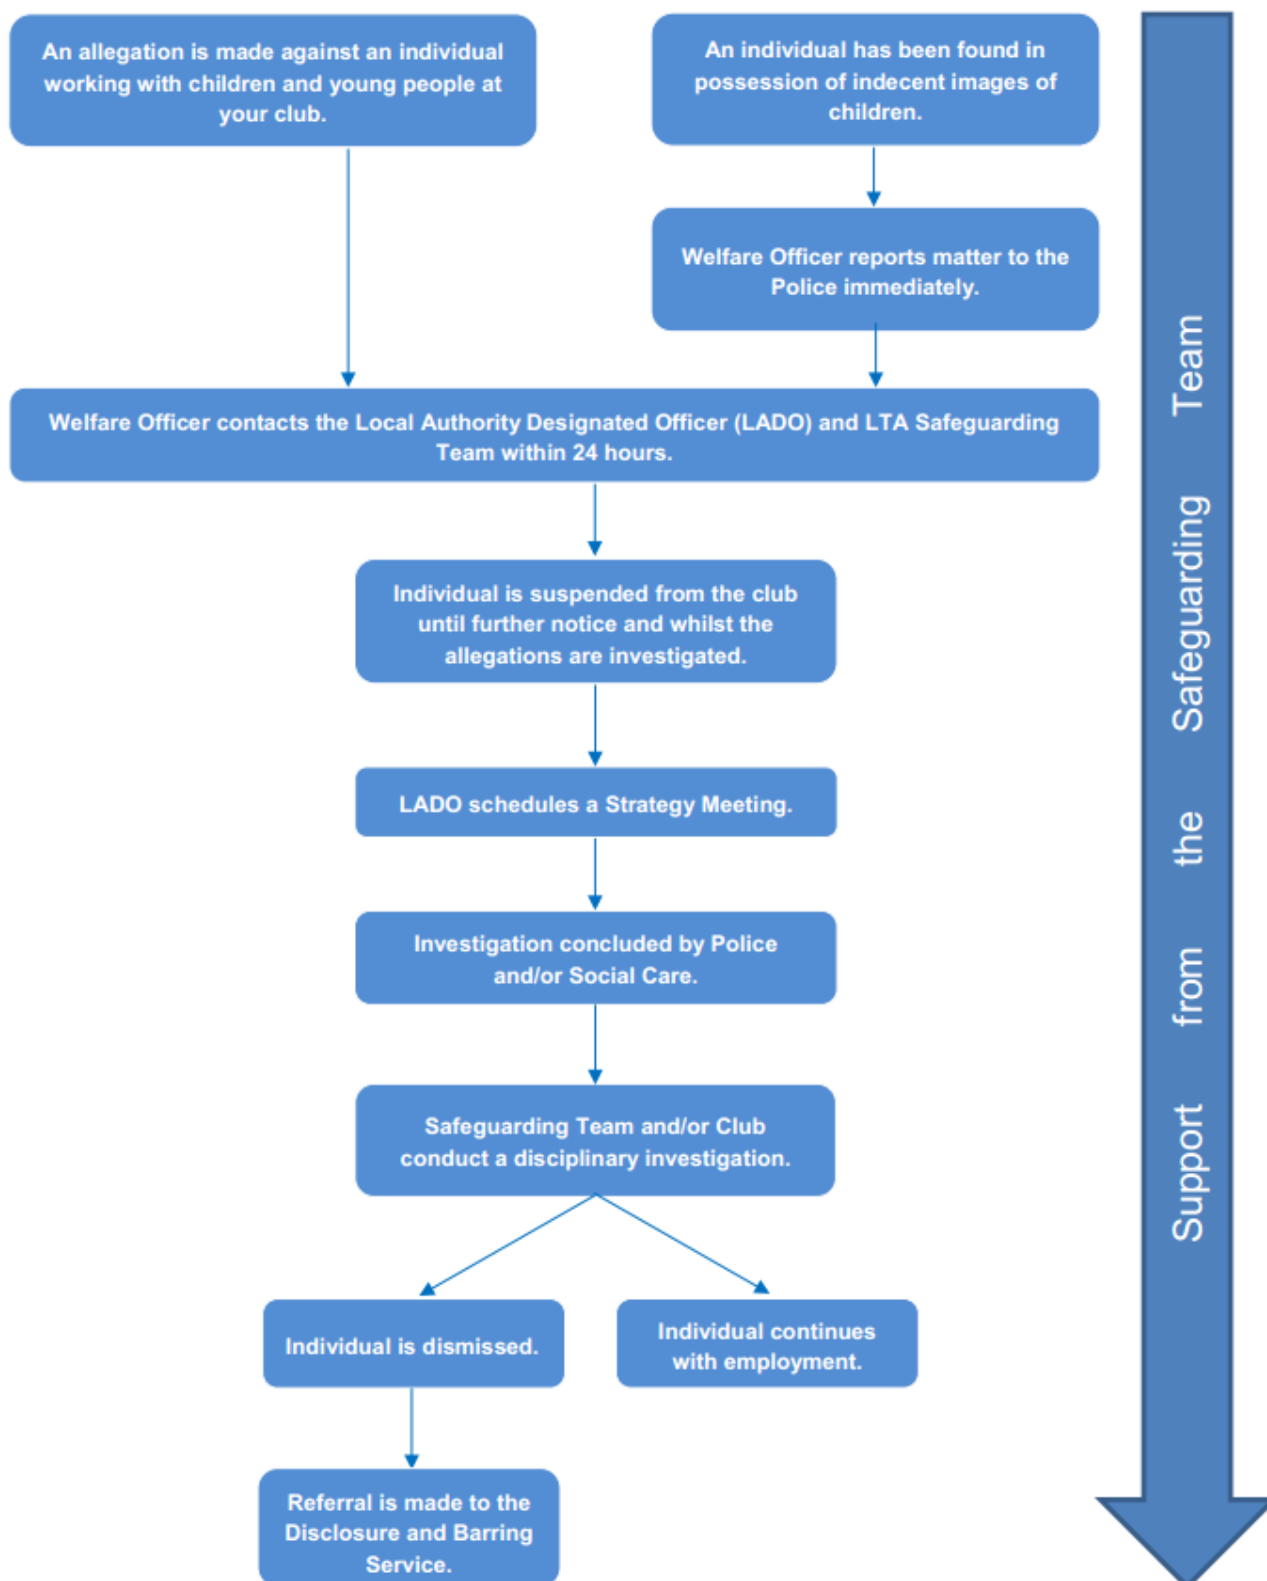 An allegation is made against an individual
working with children and young people at
your club.
An individual has been found in
possession of indecent images of
children.
Welfare Officer reports matter to the
Police immediately.
Welfare Officer contacts the Local Authority Designated Officer (LADO) and LTA Safeguarding
Team within 24 hours.
Individual is suspended from the club
until further notice and whilst the
allegations are investigated.
LADO schedules a Strategy Meeting.
Investigation concluded by Police
and/or Social Care.
Safeguarding Team and/or Club
conduct a disciplinary investigation.
Individual is dismissed.
Individual continues
with employment.
Referral is made to the
Disclosure and Barring
Service.
Support from the Safeguarding Team